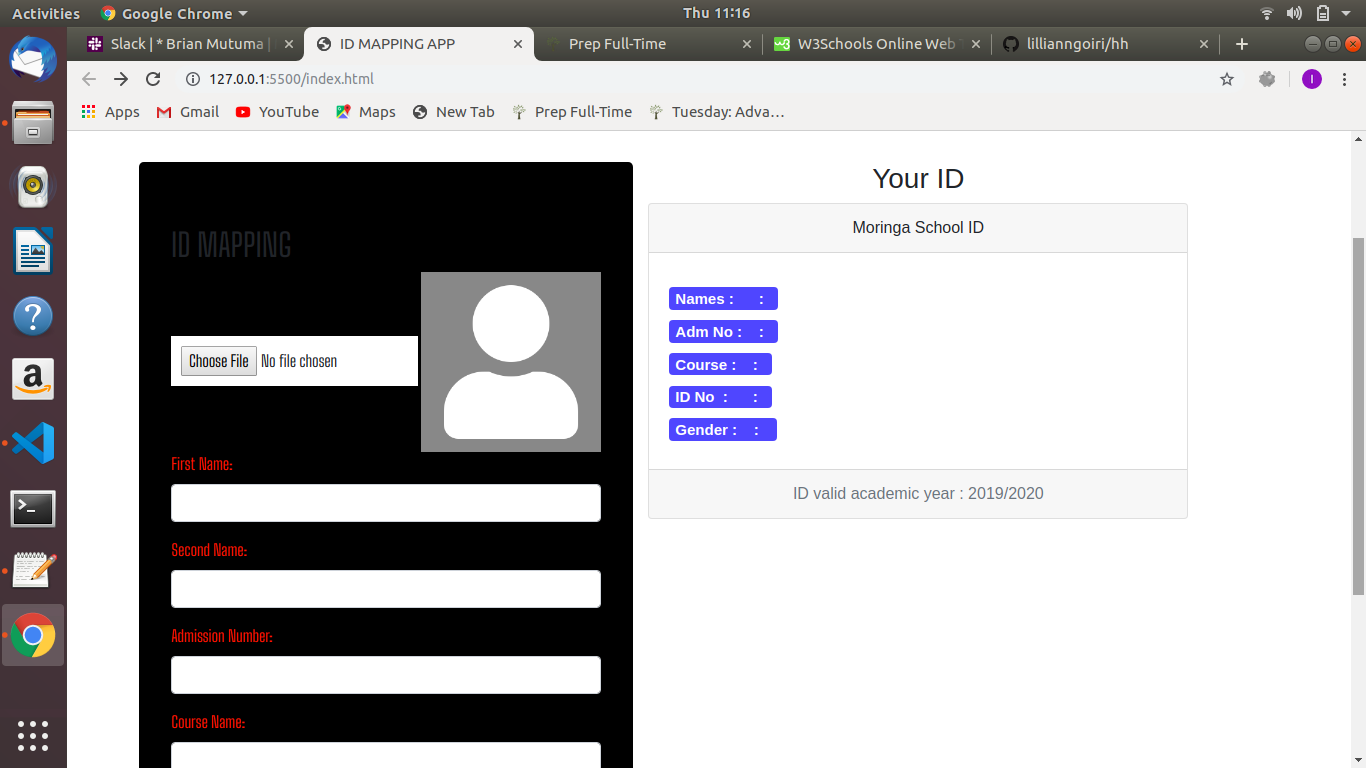 Activities
Google Chrome
Thu 11:16
Slack | * Brian Mutuma |
ID MAPPING APP
Prep Full-Time
W3Schools Online Web T
lillianngoiri/hh
127.0.0.1:5500/index.html
I
Apps
Gmail
YouTube
Maps
New Tab
Prep Full-Time
Tuesday: Adva…
ID MAPPING
Choose File No file chosen
First Name:
Second Name:
Admission Number:
Course Name:
Your ID
Moringa School ID
Names : :
Adm No : :
Course : :
ID No : :
Gender : :
ID valid academic year : 2019/2020